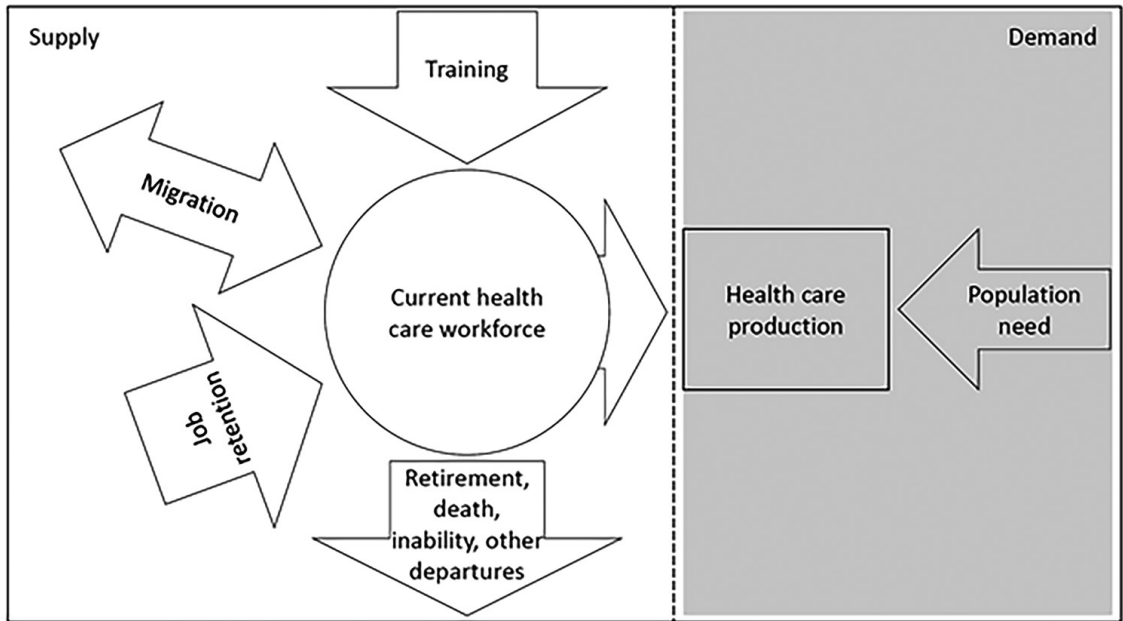 Supply
Demand
Training
Migration
Current health
care workforce
Health care
production
Population
need
Job
retention
Retirement,
death,
inability, other
departures